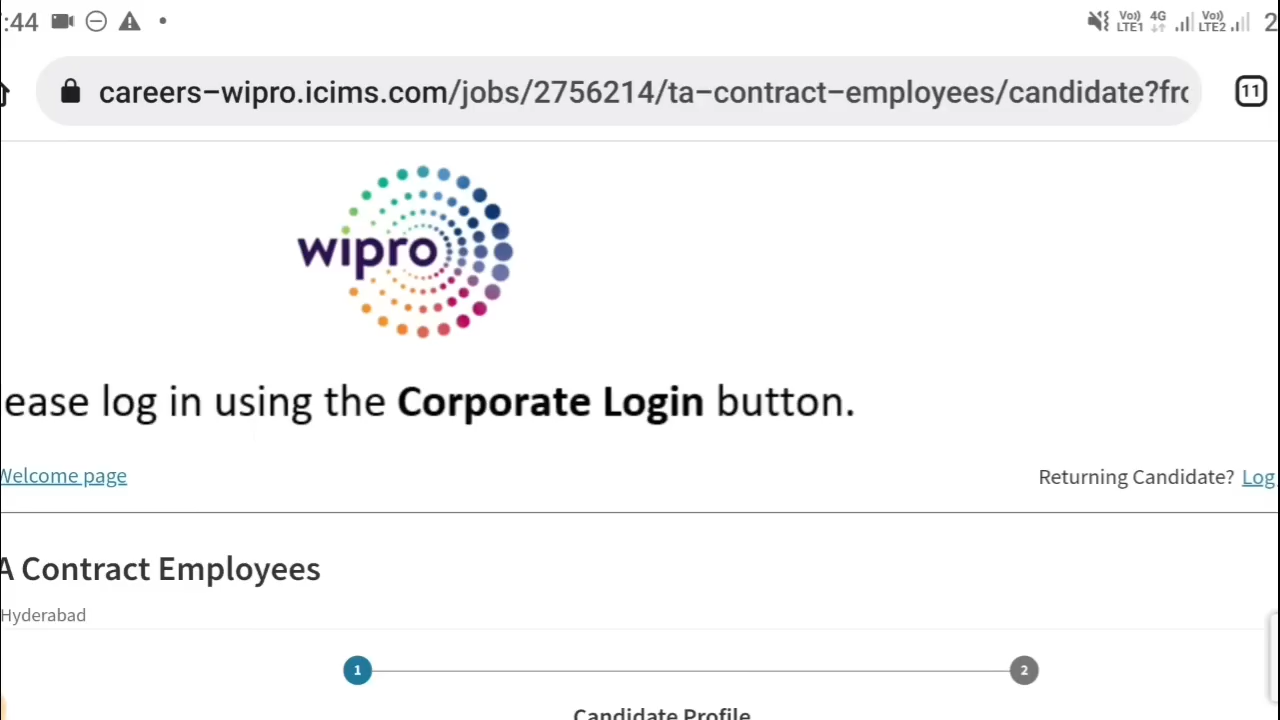 :44
Vo)) LTE1 4G Vo)) LTE2 2
careers-wipro.icims.com/jobs/2756214/ta-contract-employees/candidate?frc
11
wipro
ease log in using the Corporate Login button.
Welcome page
Returning Candidate? Log
A Contract Employees
Hyderabad
1
2
Candidate Profile